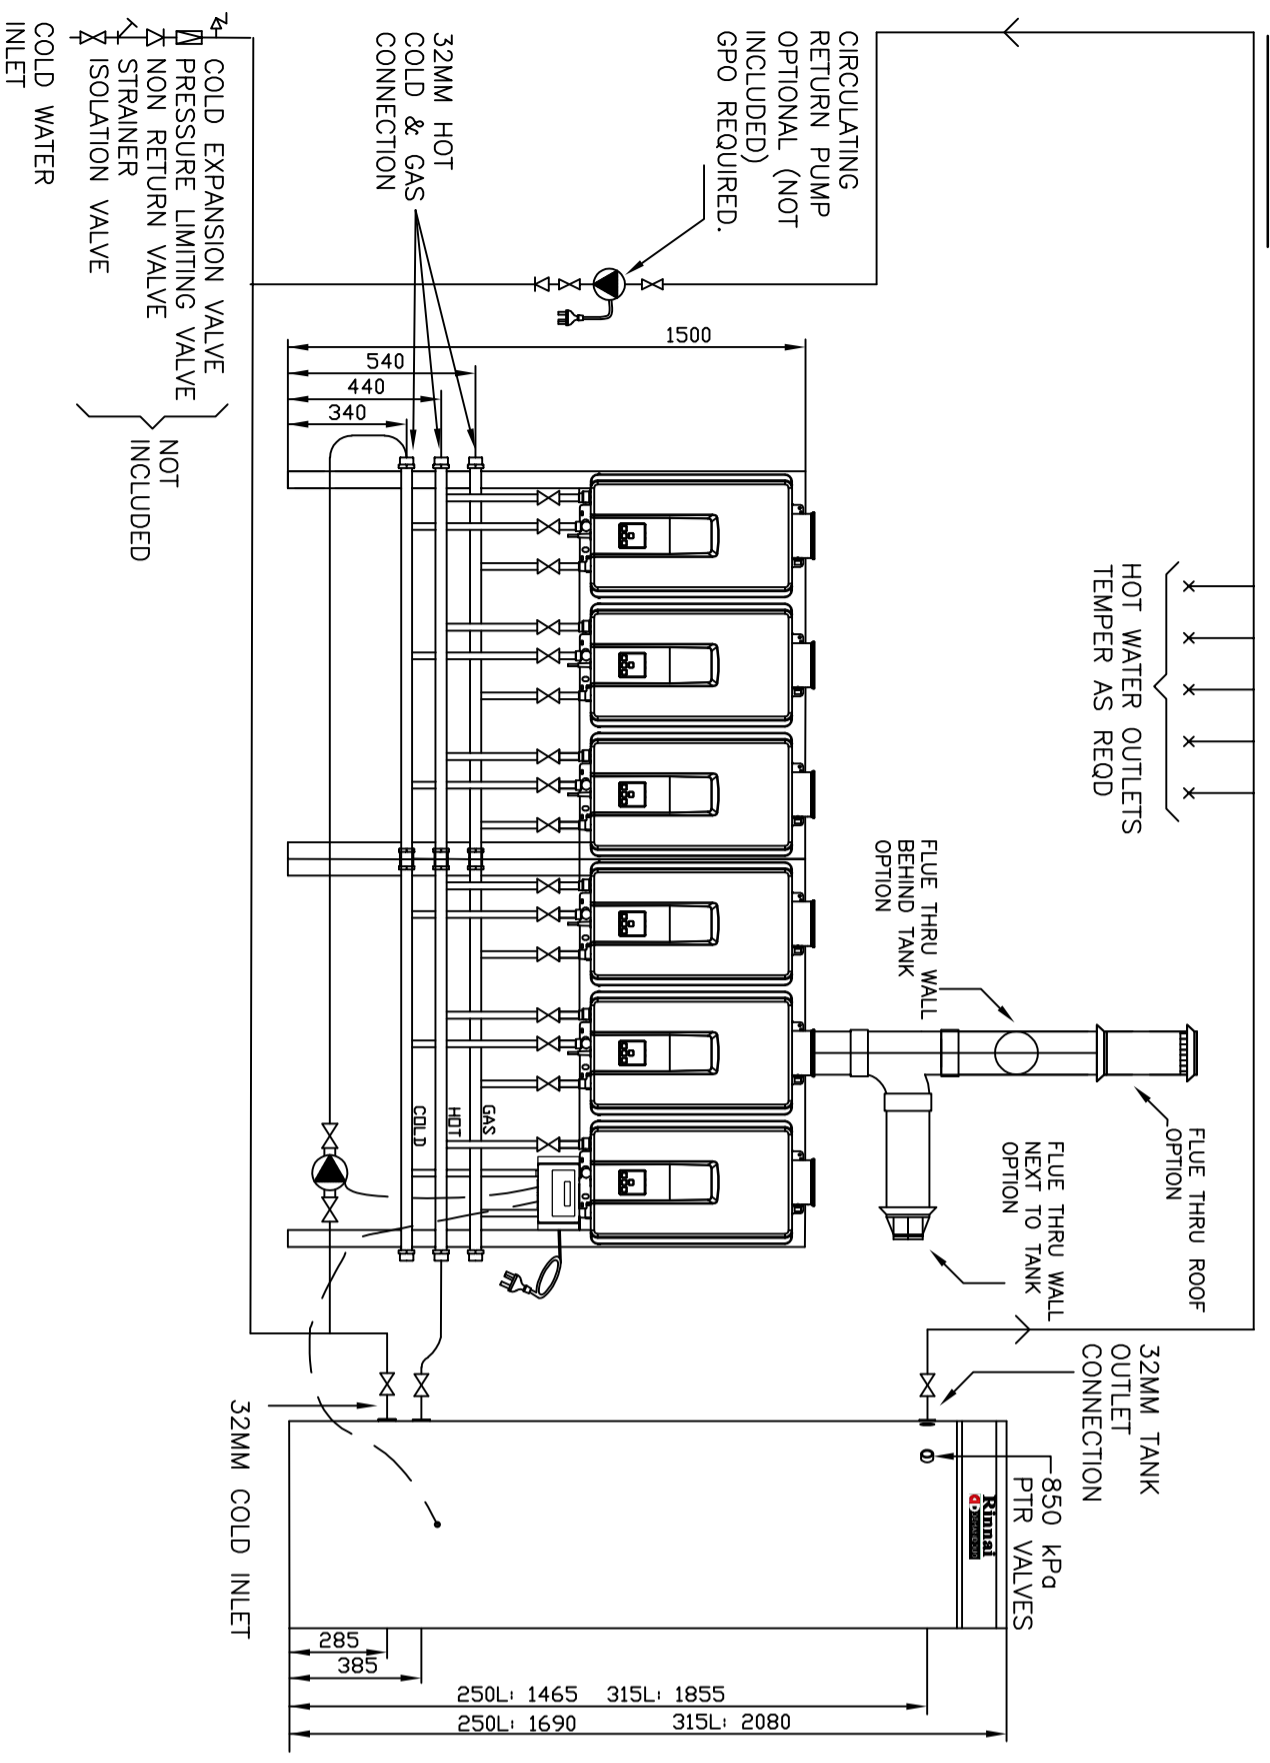 COLD WATER
INLET
COLD EXPANSION VALVE
PRESSURE LIMITING VALVE
NON RETURN VALVE
STRAINER
ISOLATION VALVE
NOT
INCLUDED
32MM HOT
COLD & GAS
CONNECTION
CIRCULATING
RETURN PUMP
OPTIONAL (NOT
INCLUDED)
GPO REQUIRED.
1500
540
440
340
HOT WATER OUTLETS
TEMPER AS REQD
FLUE THRU WALL
BEHIND TANK
OPTION
FLUE THRU ROOF
OPTION
FLUE THRU WALL
NEXT TO TANK
OPTION
GAS
HOT
COLD
32MM TANK
OUTLET
CONNECTION
850 kPa
PTR VALVES
Rinnai
32MM COLD INLET
285
385
250L: 1465 315L: 1855
250L: 1690 315L: 2080